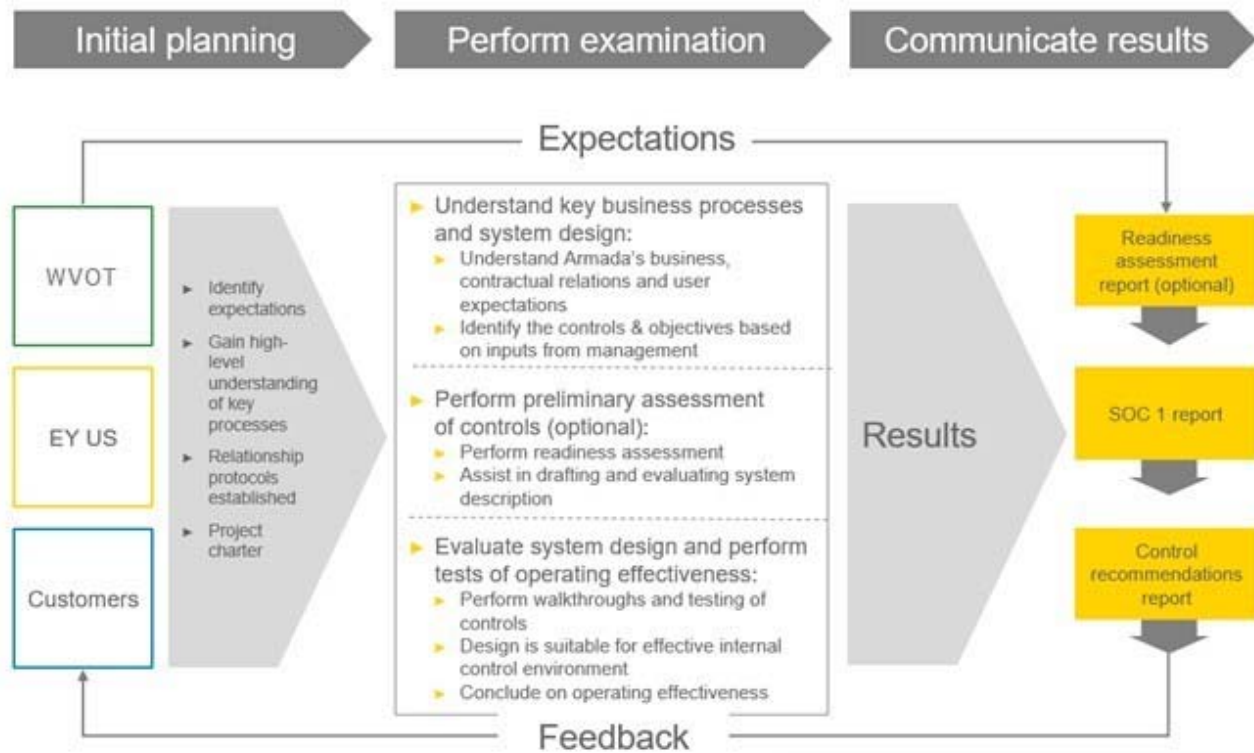 Initial planning
Perform examination
Communicate results
Expectations
WVOT
EY US
Customers
► Identify
expectations
► Gain high-
level
understanding
of key
processes
► Relationship
protocols
established
► Project
charter
► Understand key business processes
and system design:
► Understand Armada's business,
contractual relations and user
expectations
► Identify the controls & objectives based
on inputs from management
► Perform preliminary assessment
of controls (optional):
► Perform readiness assessment
► Assist in drafting and evaluating system
description
► Evaluate system design and perform
tests of operating effectiveness:
► Perform walkthroughs and testing of
controls
► Design is suitable for effective internal
control environment
► Conclude on operating effectiveness
Results
Readiness
assessment
report (optional)
SOC 1 report
Control
recommendations
report
Feedback